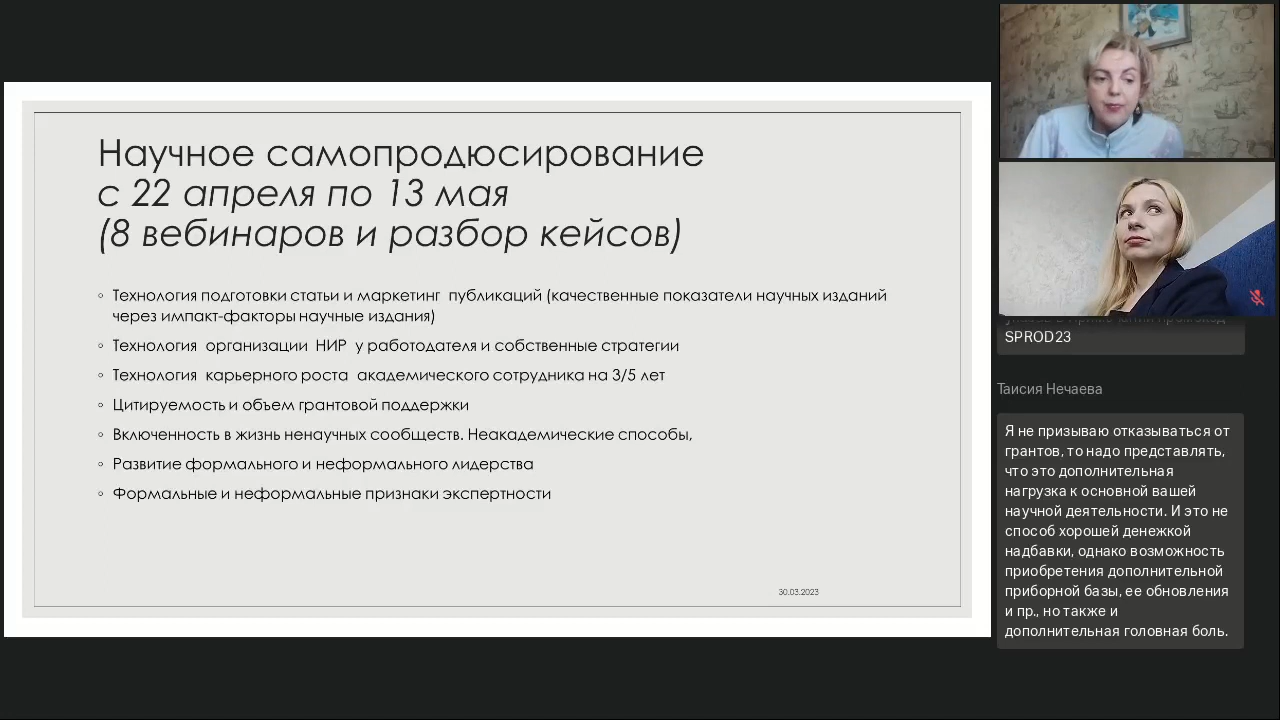 Научное самопродюсирование
с 22 апреля по 13 мая
(8 вебинаров и разбор кейсов)
◦ Технология подготовки статьи и маркетинг публикаций (качественные показатели научных изданий
через импакт-факторы научные издания)
◦ Технология организации НИР у работодателя и собственные стратегии
◦ Технология карьерного роста академического сотрудника на 3/5 лет
◦ Цитируемость и объем грантовой поддержки
◦ Включенность в жизнь ненаучных сообществ. Неакадемические способы,
◦ Развитие формального и неформального лидерства
◦ Формальные и неформальные признаки экспертности
30.03.2023
SPROD23
Таисия Нечаева
Я не призываю отказываться от
грантов, то надо представлять,
что это дополнительная
нагрузка к основной вашей
научной деятельности. И это не
способ хорошей денежкой
надбавки, однако возможность
приобретения дополнительной
приборной базы, ее обновления
и пр., но также и
дополнительная головная боль.